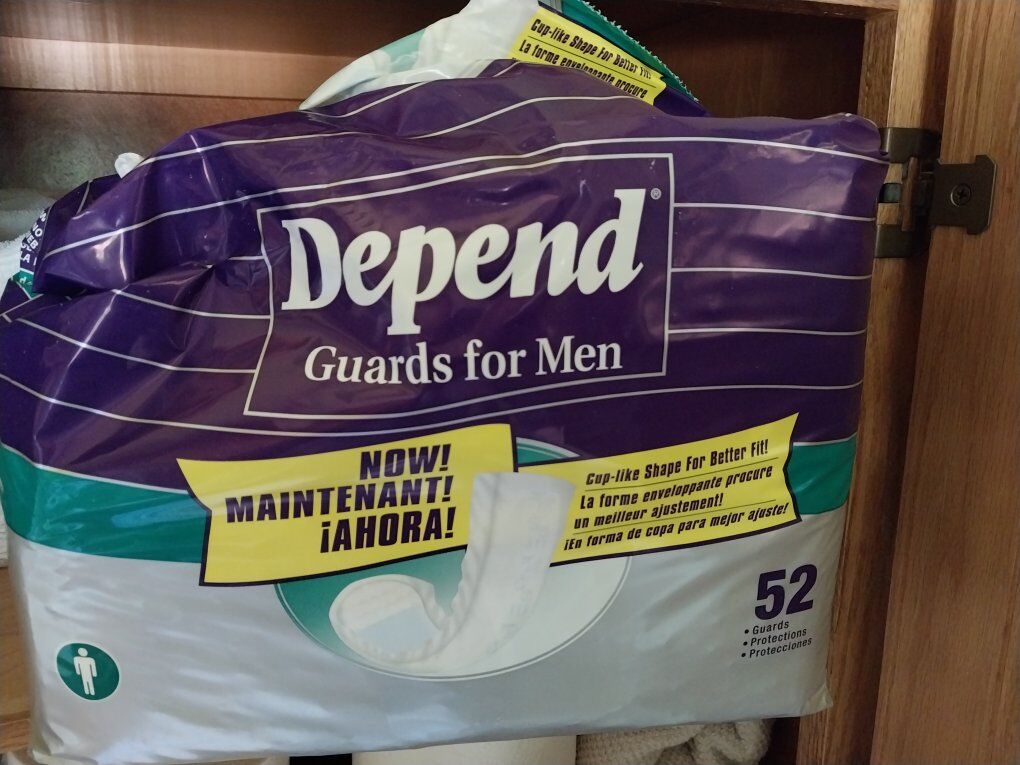 Cup-like Shape For Better Fit!
La forme enveloppante procure
Depend®
Guards for Men
NOW!
MAINTENANT!
¡AHORA!
Cup-like Shape For Better Fit!
La forme enveloppante procure
un meilleur ajustement!
¡En forma de copa para mejor ajuste!
52
• Guards
• Protections
• Protecciones